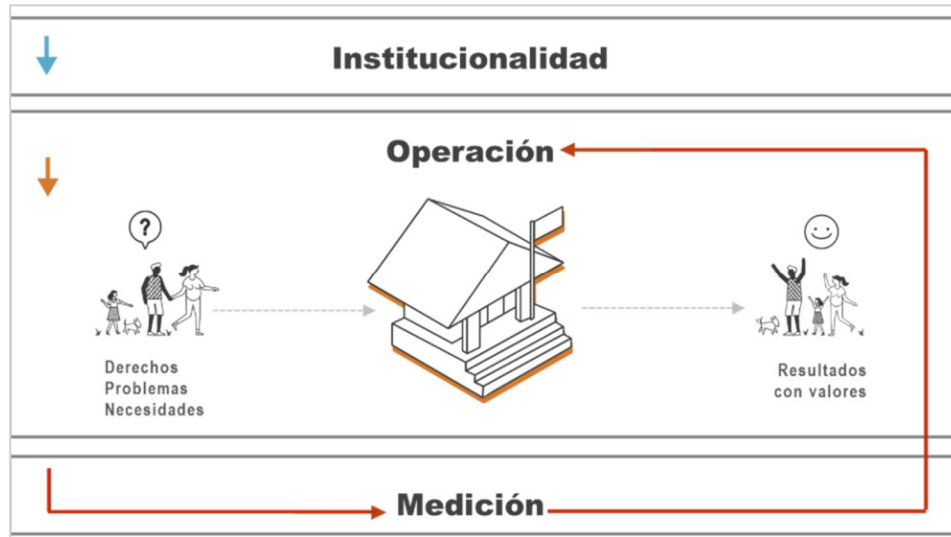 Institucionalidad
Operación
?
Derechos
Problemas
Necesidades
Resultados
con valores
Medición